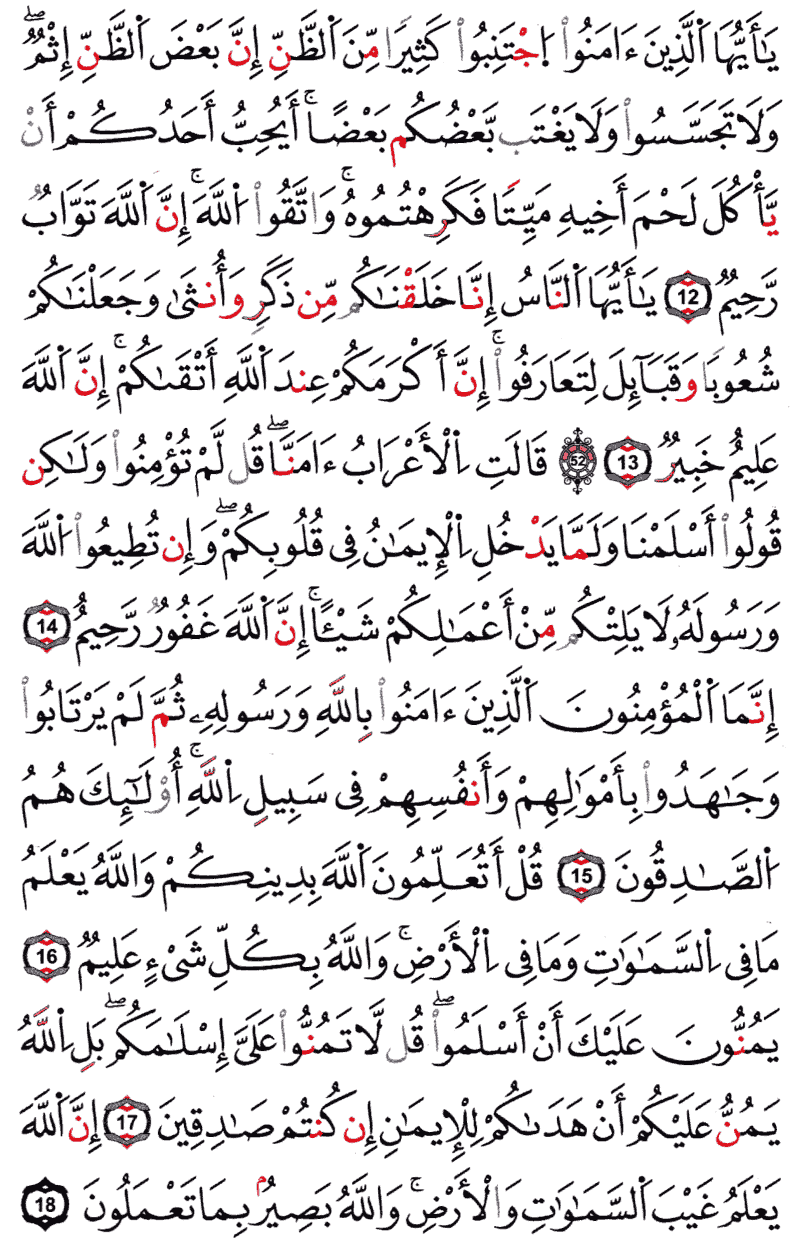 يَٰٓأَيُّهَا ٱلَّذِينَ ءَامَنُوا۟ ٱجْتَنِبُوا۟ كَثِيرًا مِّنَ ٱلظَّنِّ إِنَّ بَعْضَ ٱلظَّنِّ إِثْمٌ ۖ
وَلَا تَجَسَّسُوا۟ وَلَا يَغْتَب بَّعْضُكُم بَعْضًا ۚ أَيُحِبُّ أَحَدُكُمْ أَنْ
يَّأْكُلَ لَحْمَ أَخِيهِ مَيِّتًا فَكَرِهْتُمُوهُ ۚ وَاتَّقُوا۟ ٱللَّهَ ۚ إِنَّ ٱللَّهَ تَوَّابٌ
رَّحِيمٌ 12 يَٰٓأَيُّهَا ٱلنَّاسُ إِنَّا خَلَقْنَٰكُم مِّن ذَكَرٍ وَأُنثَىٰ وَجَعَلْنَٰكُمْ
شُعُوبًا وَقَبَآئِلَ لِتَعَارَفُوا۟ ۚ إِنَّ أَكْرَمَكُمْ عِندَ ٱللَّهِ أَتْقَىٰكُمْ ۚ إِنَّ ٱللَّهَ
عَلِيمٌ خَبِيرٌ 13 52 قَالَتِ ٱلْأَعْرَابُ ءَامَنَّا ۖ قُل لَّمْ تُؤْمِنُوا۟ وَلَٰكِن
قُولُوٓا۟ أَسْلَمْنَا وَلَمَّا يَدْخُلِ ٱلْإِيمَٰنُ فِى قُلُوبِكُمْ ۖ وَإِن تُطِيعُوا۟ ٱللَّهَ
وَرَسُولَهُۥ لَا يَلِتْكُم مِّنْ أَعْمَٰلِكُمْ شَيْـًٔا ۚ إِنَّ ٱللَّهَ غَفُورٌ رَّحِيمٌ 14
إِنَّمَا ٱلْمُؤْمِنُونَ ٱلَّذِينَ ءَامَنُوا۟ بِٱللَّهِ وَرَسُولِهِۦ ثُمَّ لَمْ يَرْتَابُوا۟
وَجَٰهَدُوا۟ بِأَمْوَٰلِهِمْ وَأَنفُسِهِمْ فِى سَبِيلِ ٱللَّهِ ۚ أُو۟لَٰٓئِكَ هُمُ
ٱلصَّٰدِقُونَ 15 قُلْ أَتُعَلِّمُونَ ٱللَّهَ بِدِينِكُمْ وَٱللَّهُ يَعْلَمُ
مَا فِى ٱلسَّمَٰوَٰتِ وَمَا فِى ٱلْأَرْضِ ۚ وَٱللَّهُ بِكُلِّ شَىْءٍ عَلِيمٌ 16
يَمُنُّونَ عَلَيْكَ أَنْ أَسْلَمُوا۟ ۖ قُل لَّا تَمُنُّوا۟ عَلَىَّ إِسْلَٰمَكُم ۖ بَلِ ٱللَّهُ
يَمُنُّ عَلَيْكُمْ أَنْ هَدَىٰكُمْ لِلْإِيمَٰنِ إِن كُنتُمْ صَٰدِقِينَ 17 إِنَّ ٱللَّهَ
يَعْلَمُ غَيْبَ ٱلسَّمَٰوَٰتِ وَٱلْأَرْضِ ۚ وَٱللَّهُ بَصِيرٌۢ بِمَا تَعْمَلُونَ 18